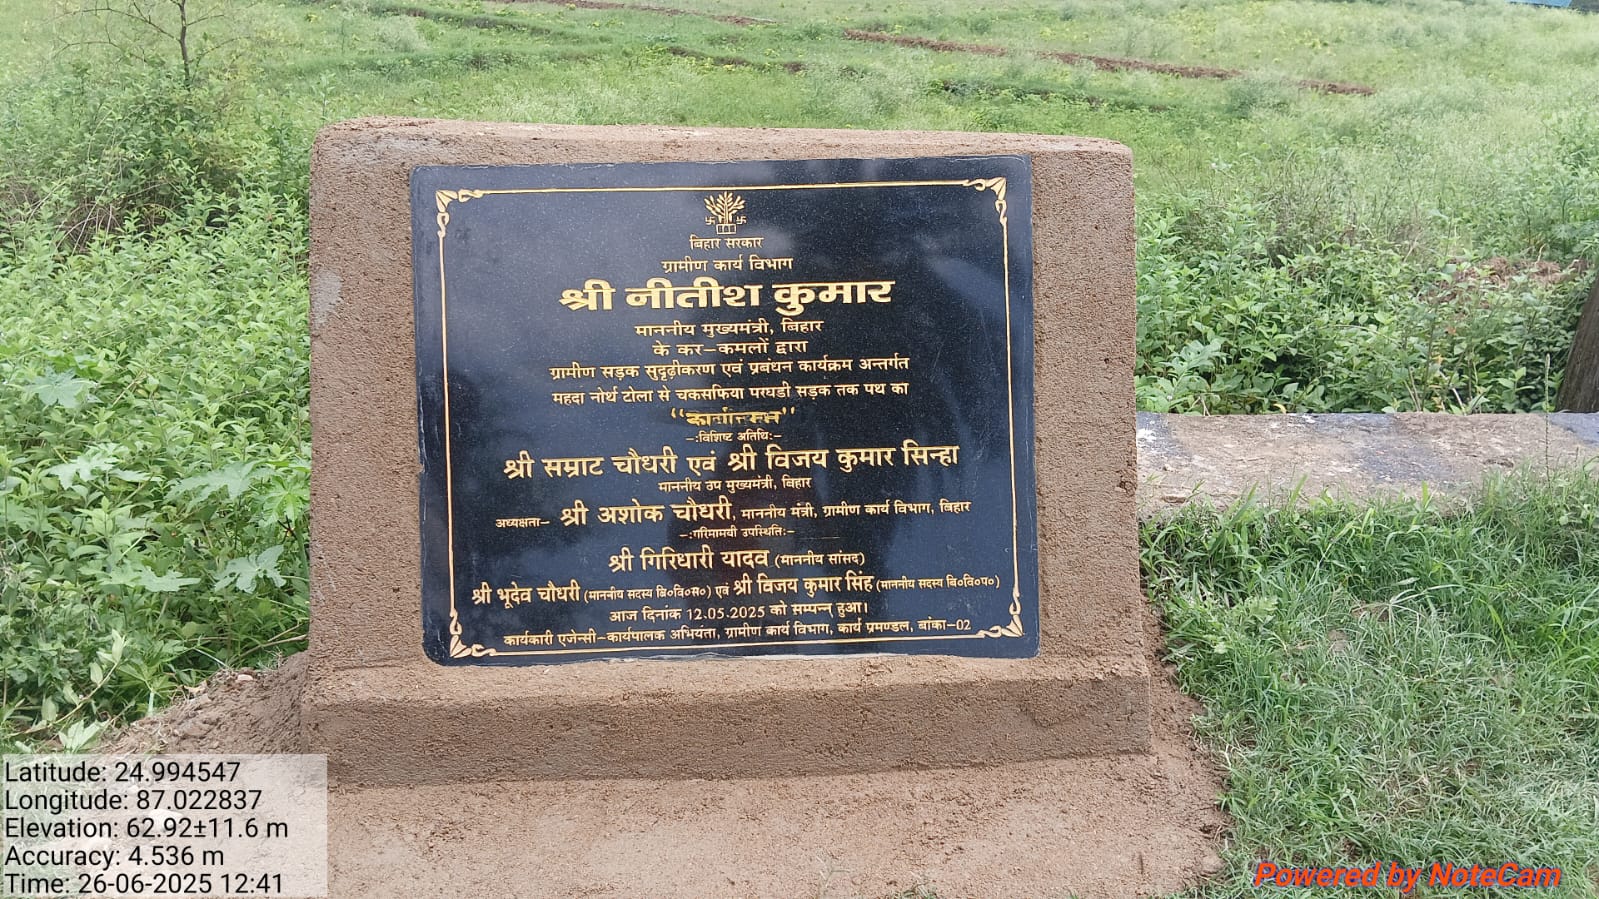 बिहार सरकार
ग्रामीण कार्य विभाग
श्री नीतीश कुमार
माननीय मुख्यमंत्री, बिहार
के कर-कमलों द्वारा
ग्रामीण सड़क सुदृढ़ीकरण एवं प्रबंधन कार्यक्रम अन्तर्गत
महदा नोर्थ टोला से चकसफिया परघडी सड़क तक पथ का
"कार्यारम्भ"
-:विशिष्ट अतिथि:-
श्री सम्राट चौधरी एवं श्री विजय कुमार सिन्हा
माननीय उप मुख्यमंत्री, बिहार
अध्यक्षता- श्री अशोक चौधरी, माननीय मंत्री, ग्रामीण कार्य विभाग, बिहार
-:गरिमामयी उपस्थिति:-
श्री गिरिधारी यादव (माननीय सांसद)
श्री भूदेव चौधरी (माननीय सदस्य बि०वि०स०) एवं श्री विजय कुमार सिंह (माननीय सदस्य बि०वि०प०)
आज दिनांक 12.05.2025 को सम्पन्न हुआ।
कार्यकारी एजेन्सी-कार्यपालक अभियंता, ग्रामीण कार्य विभाग, कार्य प्रमण्डल, बांका-02
Latitude: 24.994547
Longitude: 87.022837
Elevation: 62.92±11.6 m
Accuracy: 4.536 m
Time: 26-06-2025 12:41
Powered by NoteCam